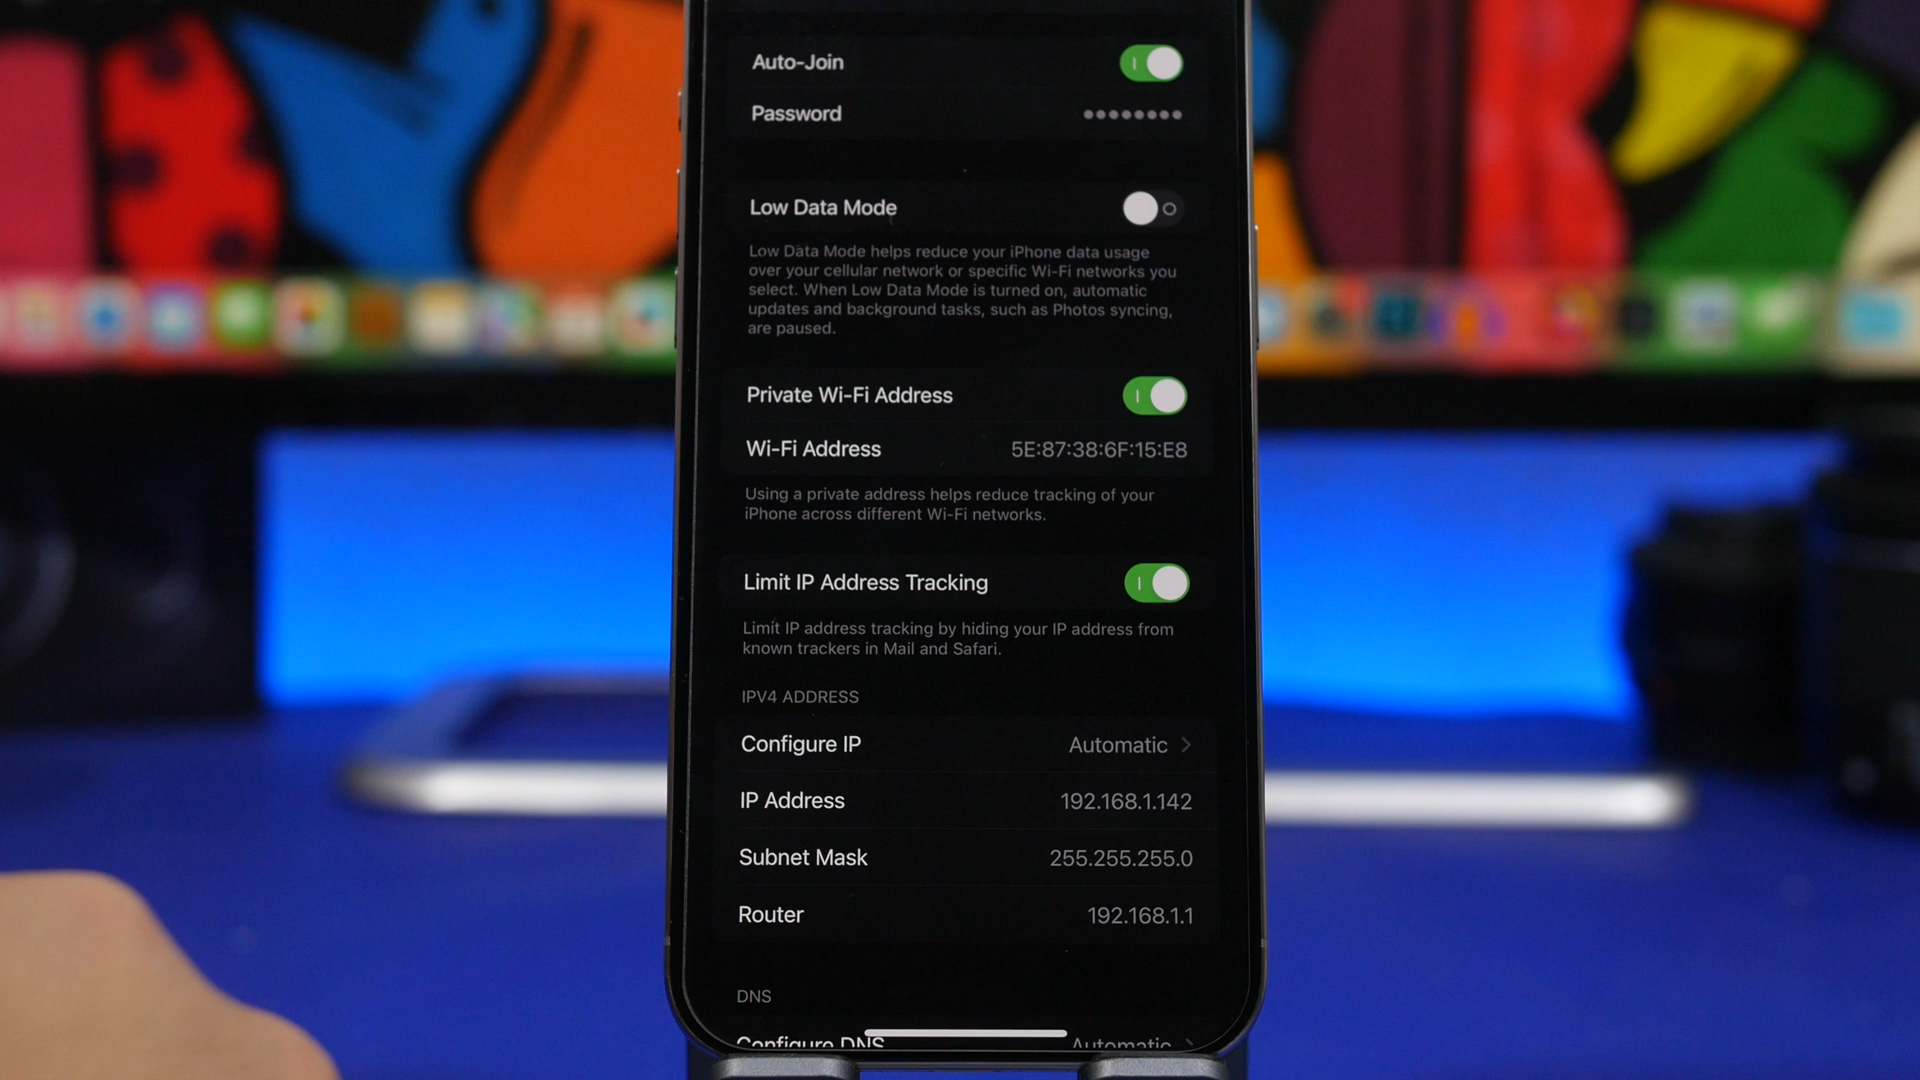 Auto-Join
Password ••••••••
Low Data Mode
Low Data Mode helps reduce your iPhone data usage
over your cellular network or specific Wi-Fi networks you
select. When Low Data Mode is turned on, automatic
updates and background tasks, such as Photos syncing,
are paused.
Private Wi-Fi Address
Wi-Fi Address 5E:87:38:6F:15:E8
Using a private address helps reduce tracking of your
iPhone across different Wi-Fi networks.
Limit IP Address Tracking
Limit IP address tracking by hiding your IP address from
known trackers in Mail and Safari.
IPV4 ADDRESS
Configure IP Automatic
IP Address 192.168.1.142
Subnet Mask 255.255.255.0
Router 192.168.1.1
DNS
Configure DNS Automatic